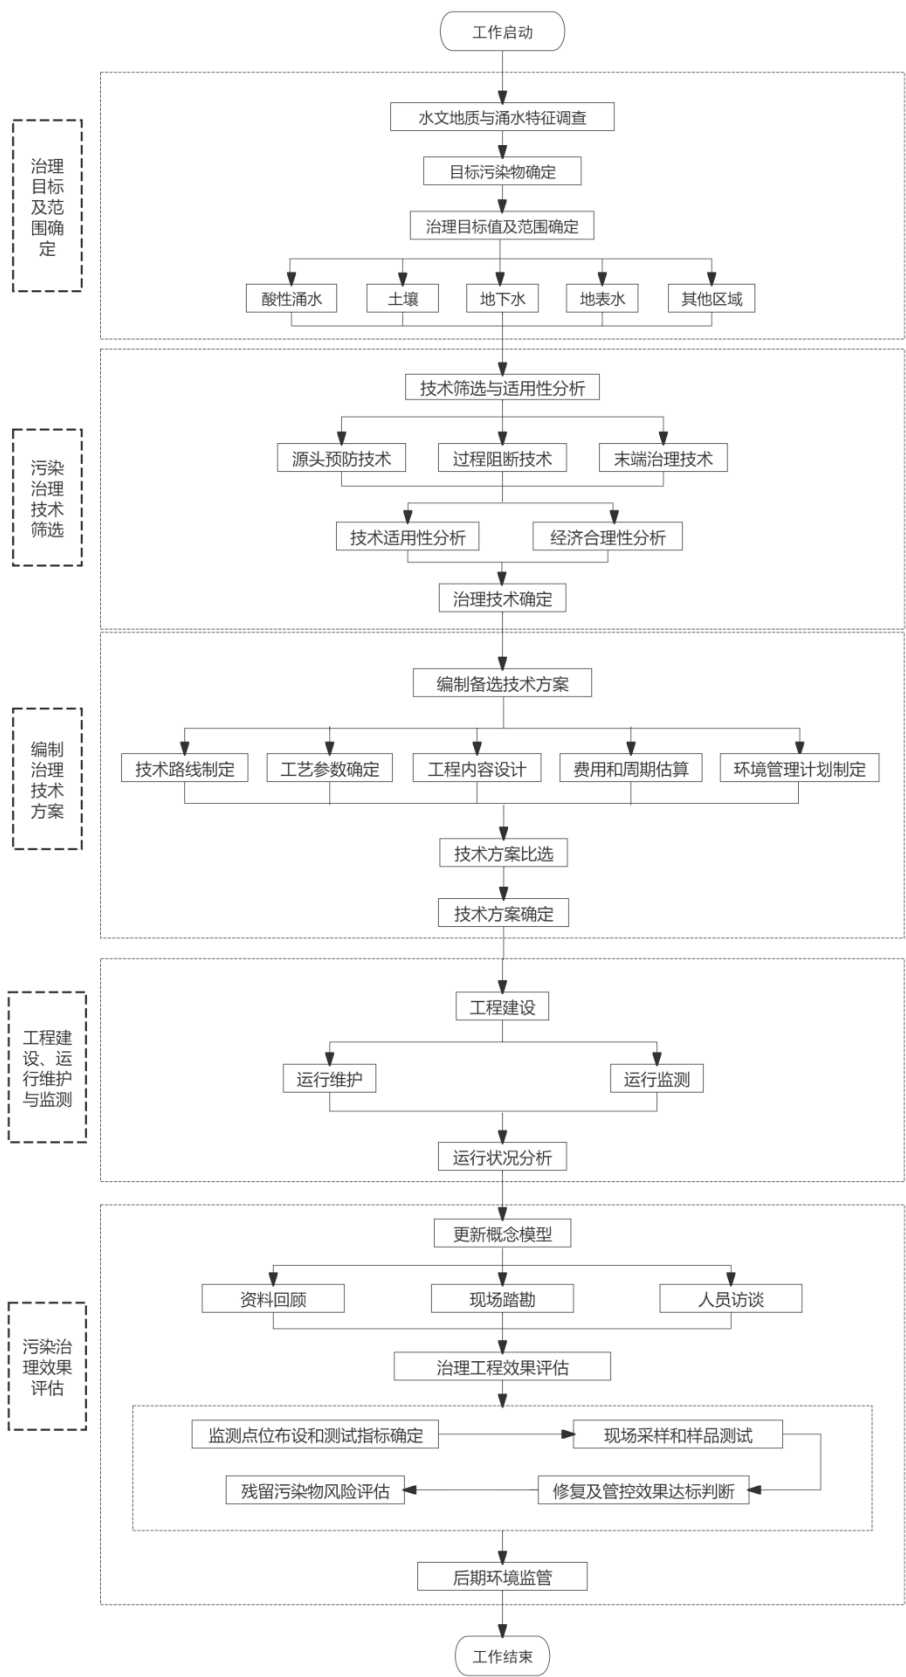 工作启动
治理
目标
及范
围确
定
水文地质与涌水特征调查
目标污染物确定
治理目标值及范围确定
酸性涌水
土壤
地下水
地表水
其他区域
污染
治理
技术
筛选
技术筛选与适用性分析
源头预防技术
过程阻断技术
末端治理技术
技术适用性分析
经济合理性分析
治理技术确定
编制
治理
技术
方案
编制备选技术方案
技术路线制定
工艺参数确定
工程内容设计
费用和周期估算
环境管理计划制定
技术方案比选
技术方案确定
工程建
设、运
行维护
与监测
工程建设
运行维护
运行监测
运行状况分析
污染治
理效果
评估
更新概念模型
资料回顾
现场踏勘
人员访谈
治理工程效果评估
监测点位布设和测试指标确定
现场采样和样品测试
残留污染物风险评估
修复及管控效果达标判断
后期环境监管
工作结束